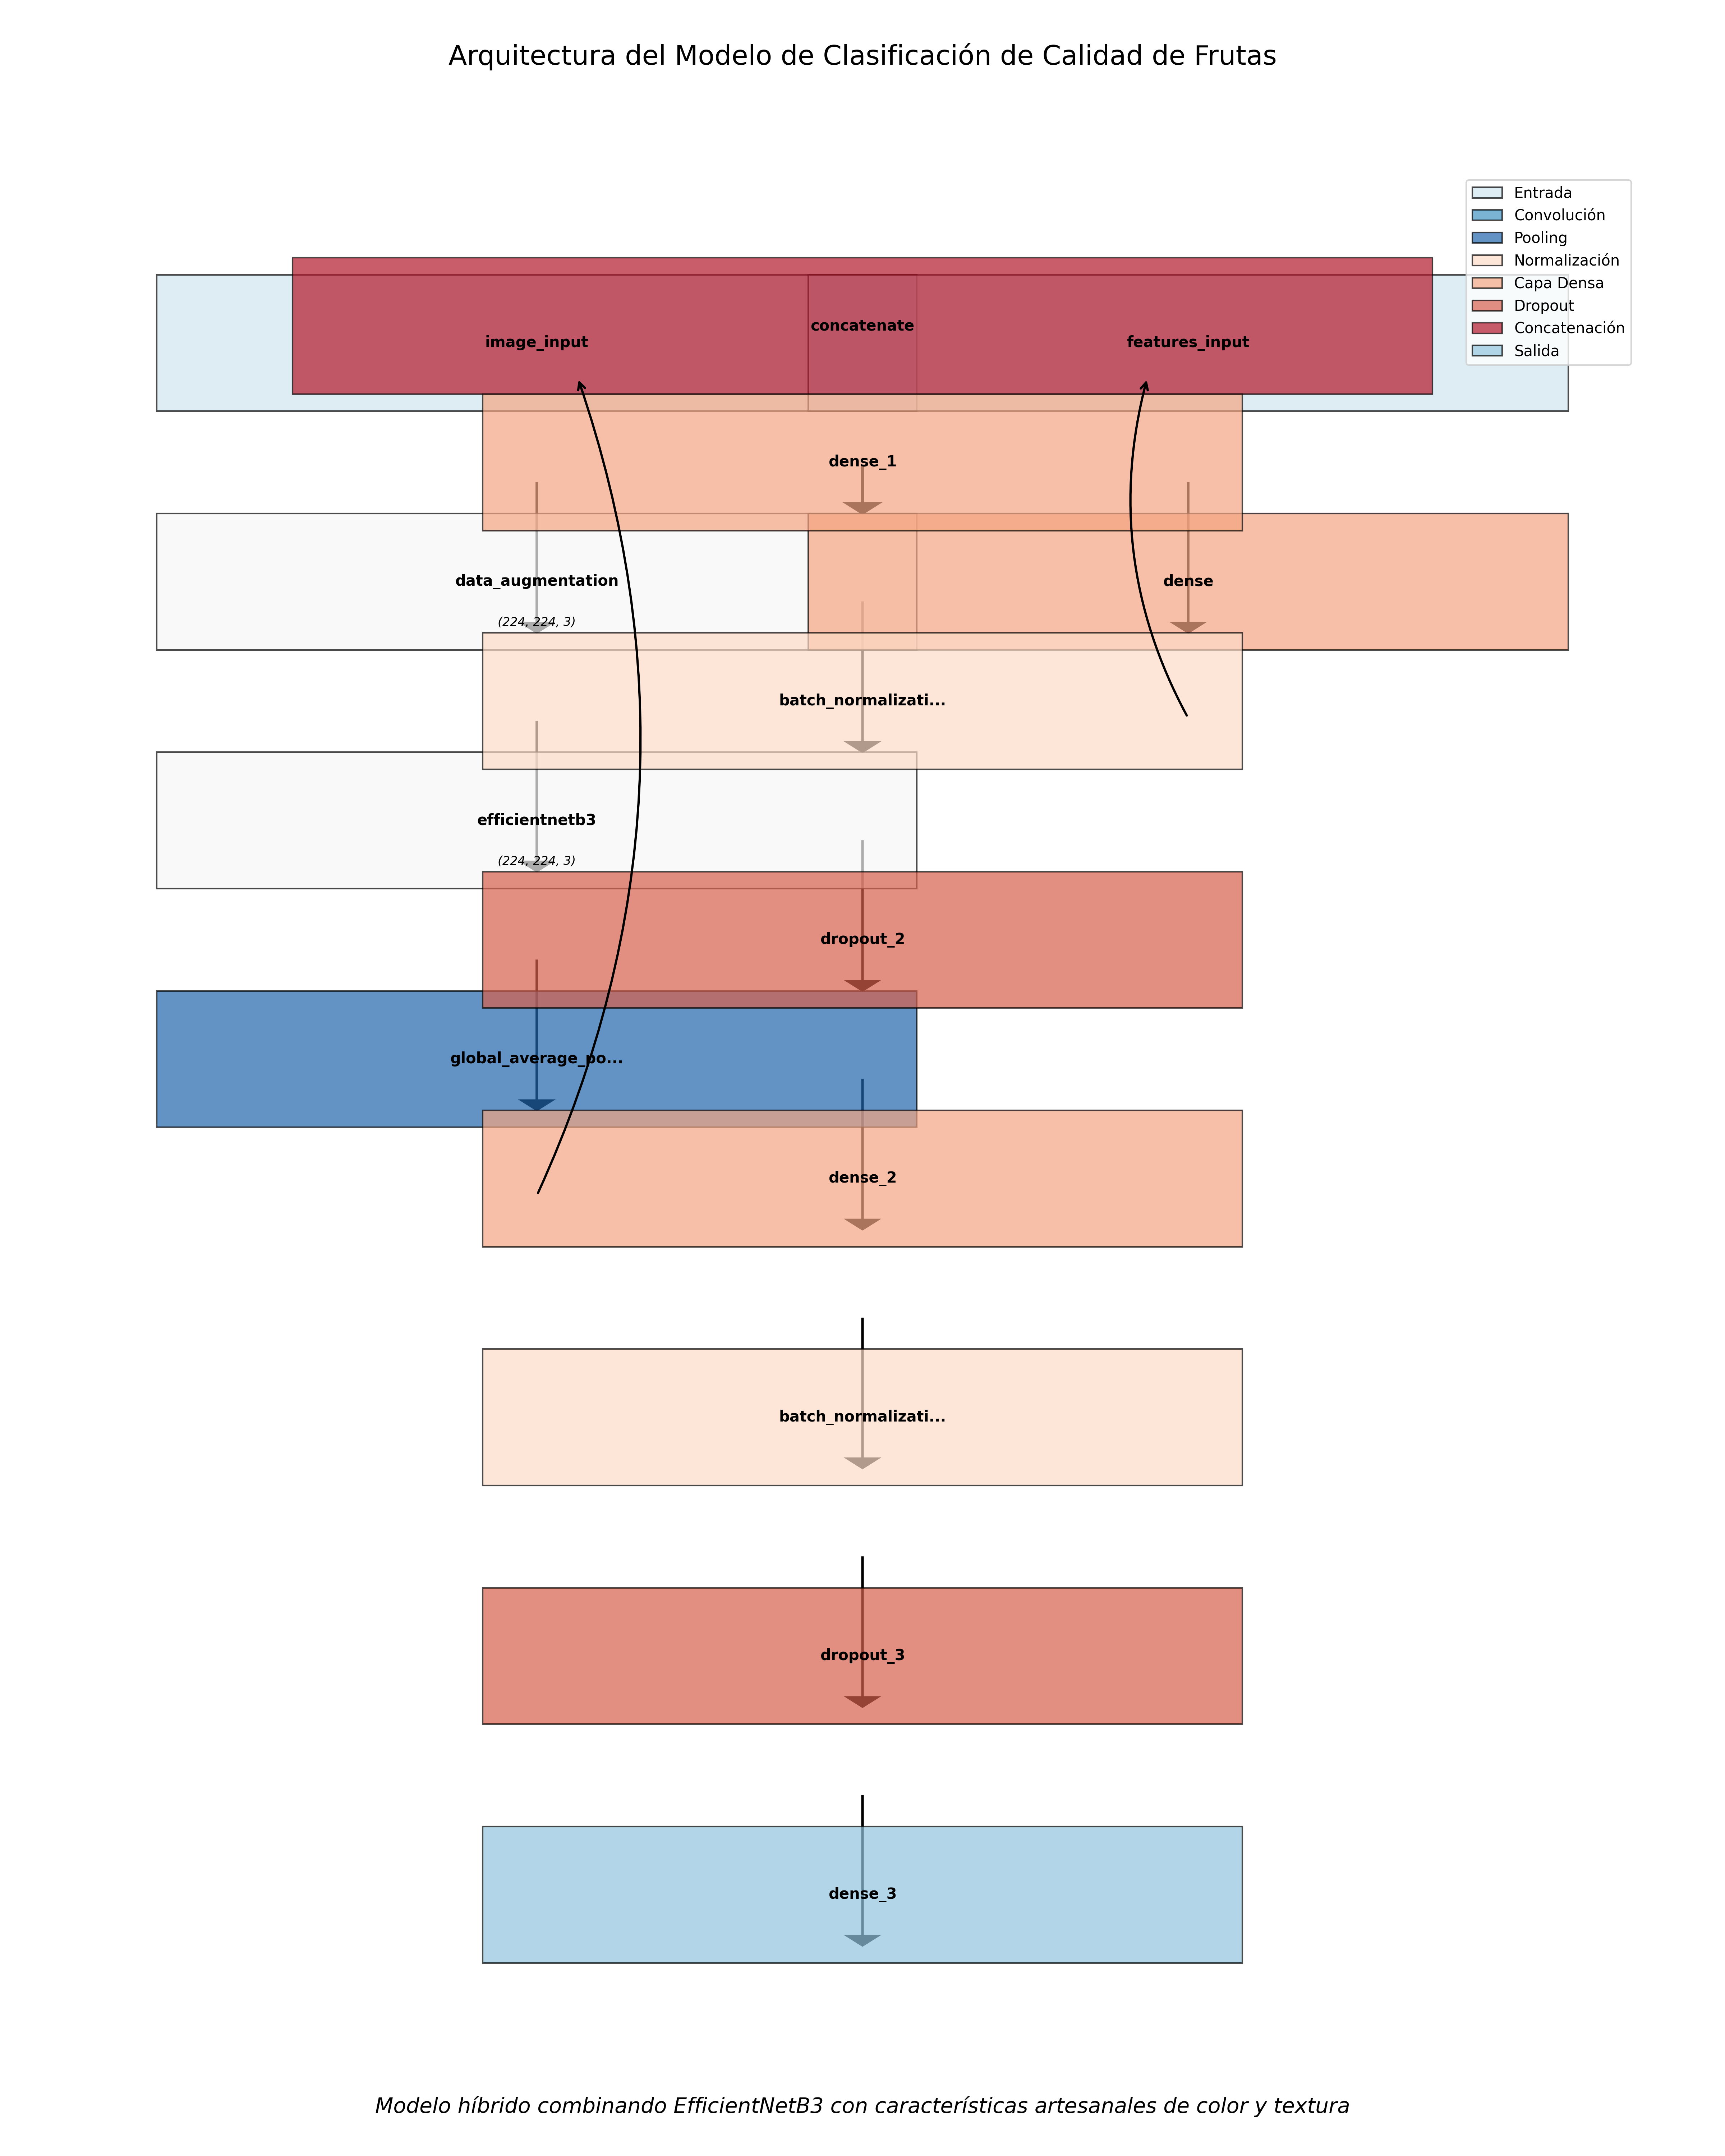 Arquitectura del Modelo de Clasificación de Calidad de Frutas
Entrada
Convolución
Pooling
Normalización
Capa Densa
Dropout
Concatenación
Salida
concatenate
image_input
features_input
dense_1
data_augmentation
dense
(224, 224, 3)
batch_normalizati...
efficientnetb3
(224, 224, 3)
dropout_2
global_average_po...
dense_2
batch_normalizati...
dropout_3
dense_3
Modelo híbrido combinando EfficientNetB3 con características artesanales de color y textura